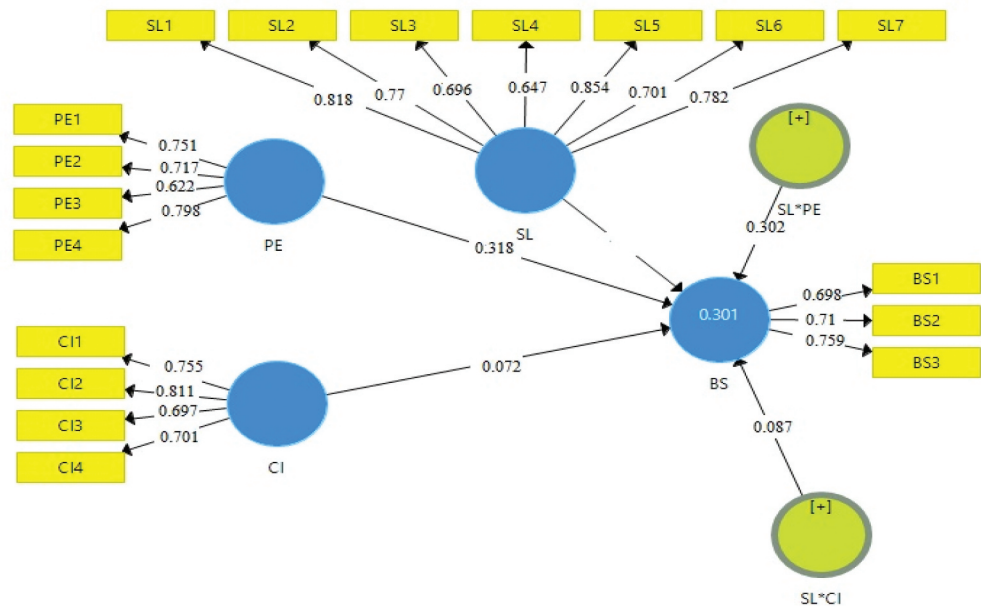 SL1 SL2 SL3 SL4 SL5 SL6 SL7
0.818 0.77 0.696 0.647 0.854 0.701 0.782
PE1
PE2
PE3
PE4
0.751
0.717
0.622
0.798
PE
SL
[+]
SL*PE
0.318
0.302
CI1
CI2
CI3
CI4
0.755
0.811
0.697
0.701
CI
0.072
0.301
BS
0.698
0.71
0.759
BS1
BS2
BS3
0.087
[+]
SL*CI